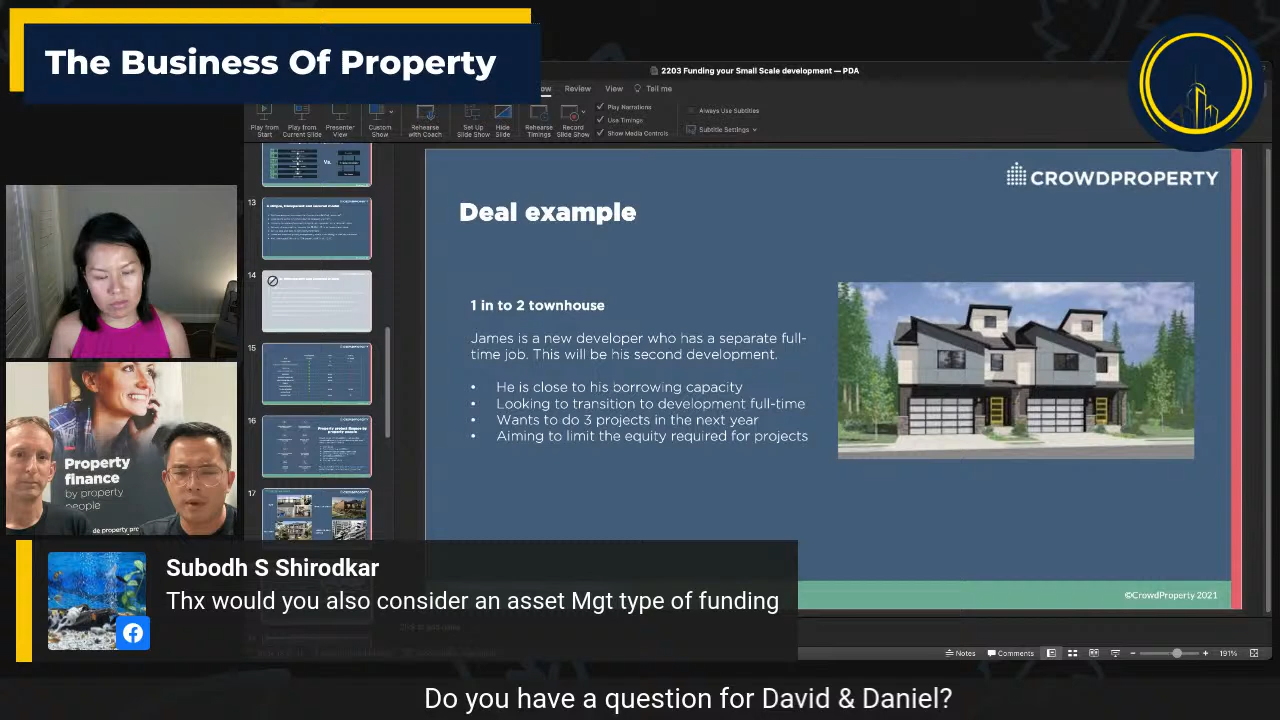 The Business Of Property
2203 Funding your Small Scale development — PDA
Review View Tell me
Play from Start
Play from Current Slide
Presenter View
Custom Show
Rehearse with Coach
Set Up Slide Show
Hide Slide
Rehearse Timings
Record Slide Show
Play Narrations
Use Timings
Show Media Controls
Always Use Subtitles
Subtitle Settings
Vs.
13
14
15
16
17
CROWDPROPERTY
Deal example
1 in to 2 townhouse
James is a new developer who has a separate full-
time job. This will be his second development.
• He is close to his borrowing capacity
• Looking to transition to development full-time
• Wants to do 3 projects in the next year
• Aiming to limit the equity required for projects
©CrowdProperty 2021
Property
finance
by property
people
Subodh S Shirodkar
Thx would you also consider an asset Mgt type of funding
Notes Comments 191%
Do you have a question for David & Daniel?